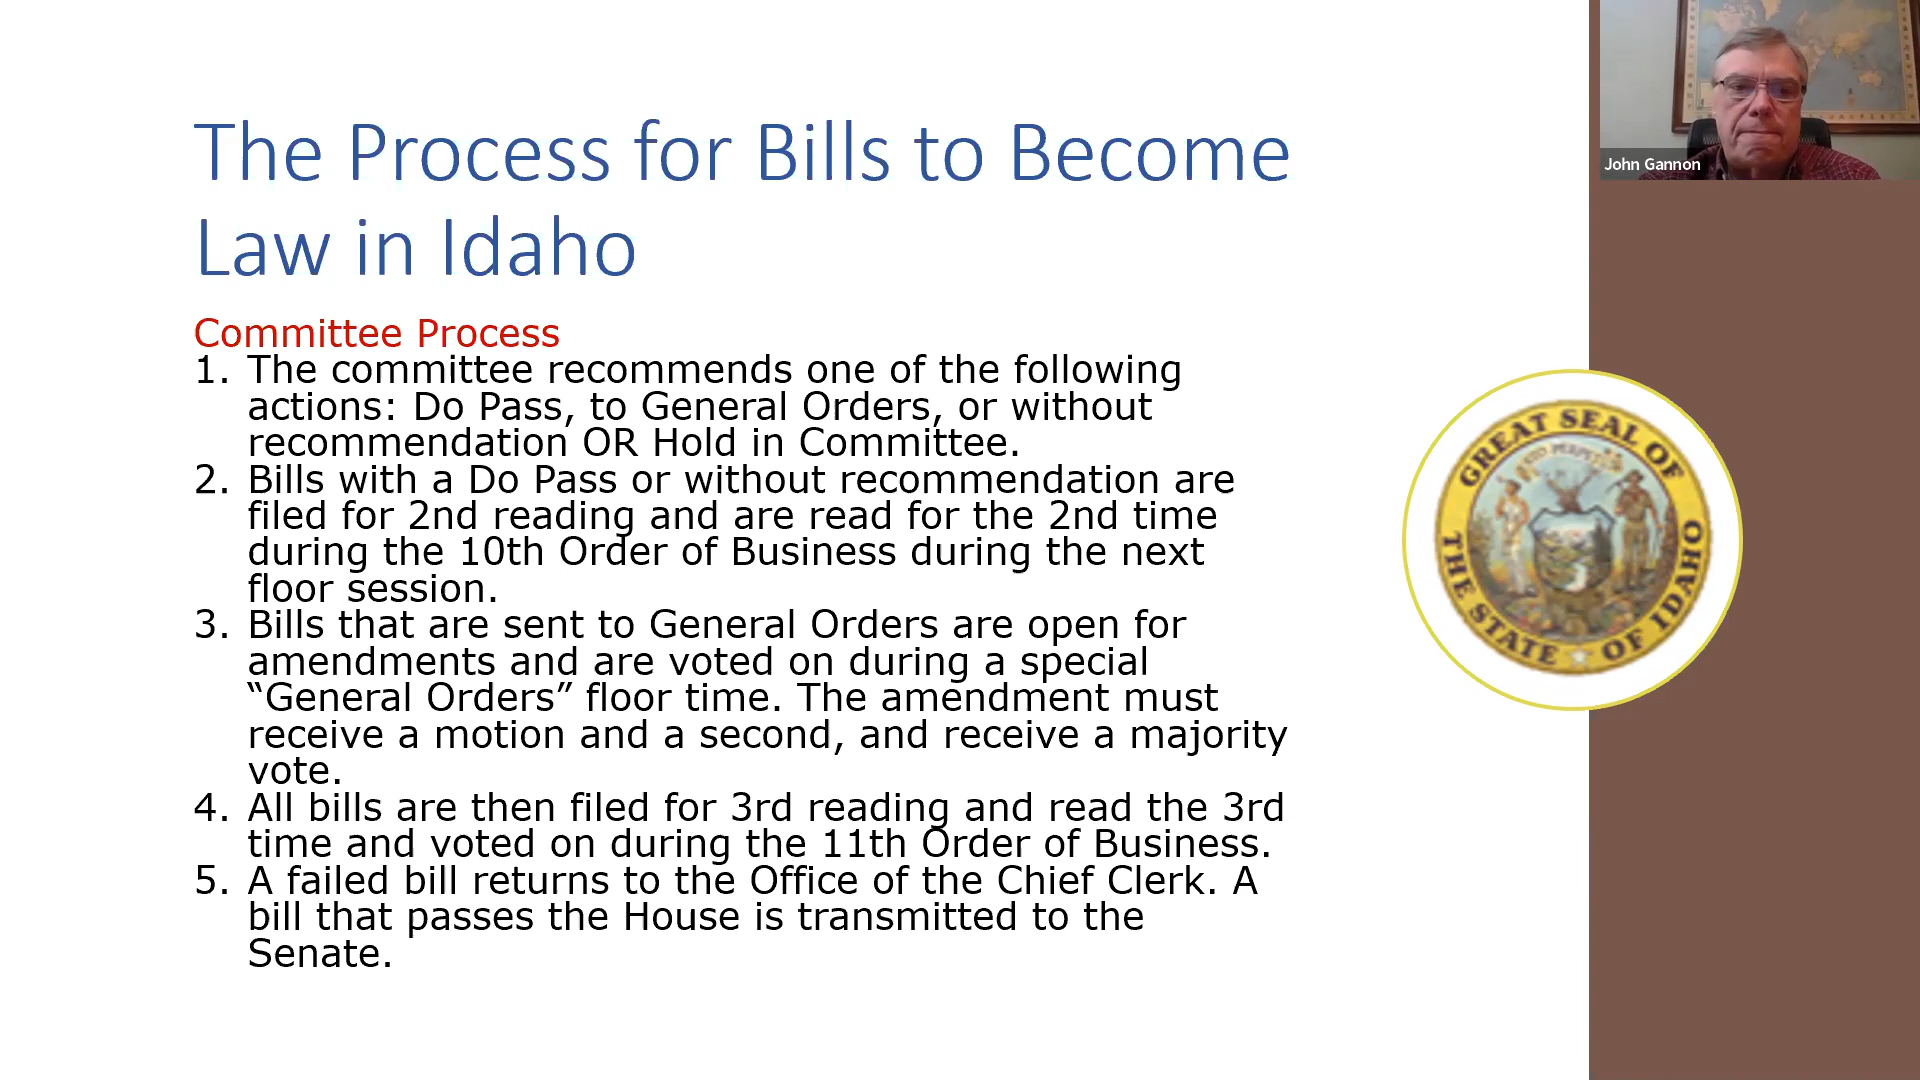 The Process for Bills to Become
Law in Idaho
Committee Process
1. The committee recommends one of the following
actions: Do Pass, to General Orders, or without
recommendation OR Hold in Committee.
2. Bills with a Do Pass or without recommendation are
filed for 2nd reading and are read for the 2nd time
during the 10th Order of Business during the next
floor session.
3. Bills that are sent to General Orders are open for
amendments and are voted on during a special
“General Orders” floor time. The amendment must
receive a motion and a second, and receive a majority
vote.
4. All bills are then filed for 3rd reading and read the 3rd
time and voted on during the 11th Order of Business.
5. A failed bill returns to the Office of the Chief Clerk. A
bill that passes the House is transmitted to the
Senate.
John Gannon
GREAT SEAL OF
THE STATE OF IDAHO